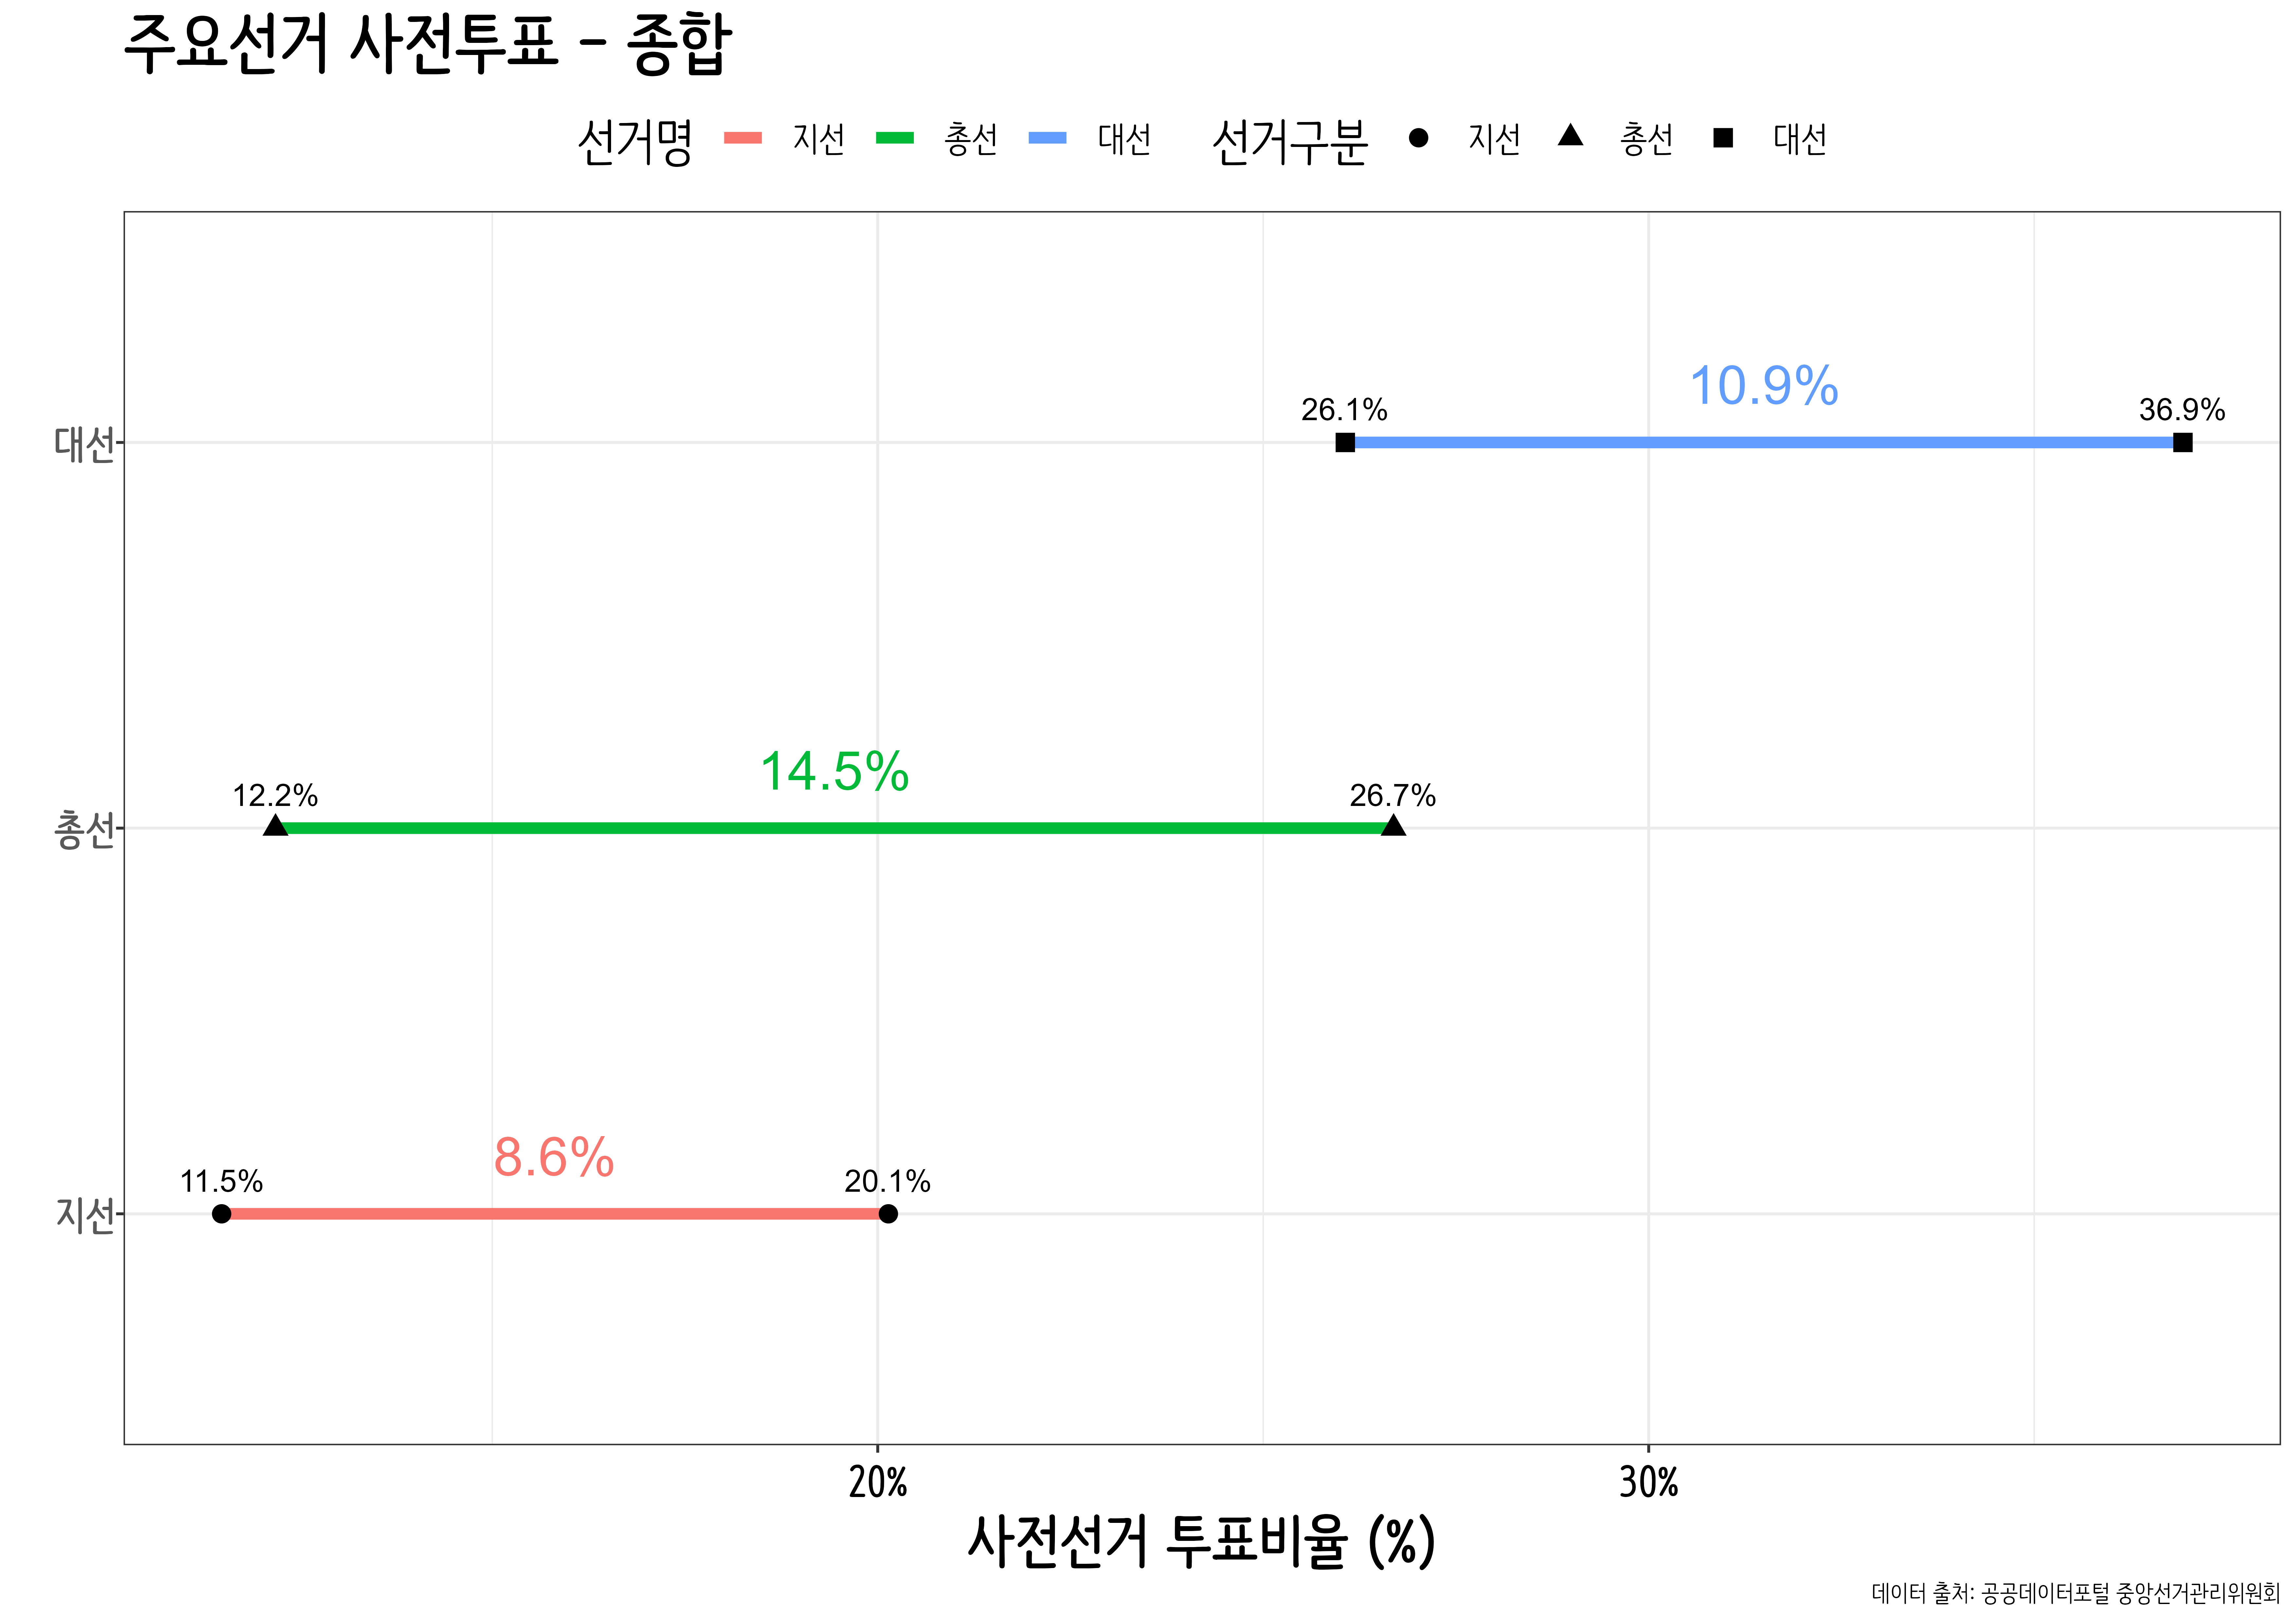 주요선거 사전투표 - 종합
선거명 지선 총선 대선 선거구분 지선 총선 대선
10.9%
26.1% 36.9%
대선
14.5%
12.2% 26.7%
총선
8.6%
11.5% 20.1%
지선
20% 30%
사전선거 투표비율 (%)
데이터 출처: 공공데이터포털 중앙선거관리위원회